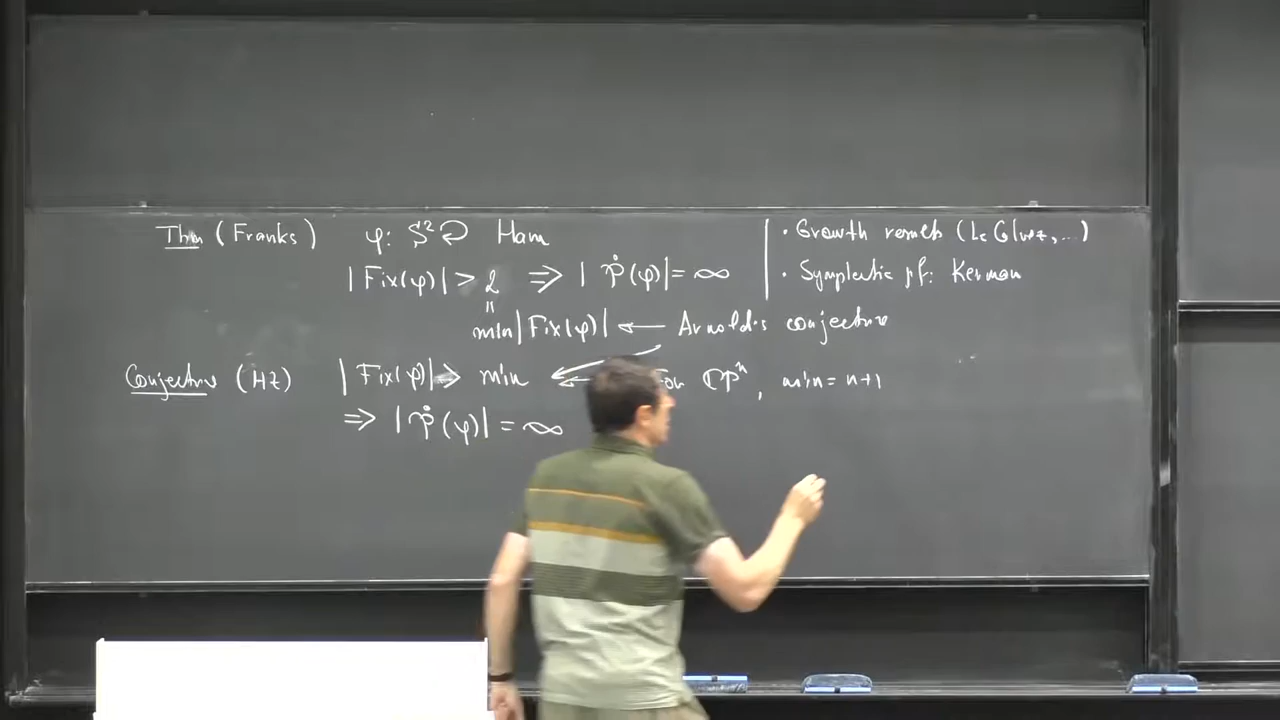 Thm (Franks) φ: S²↻ Ham
|Fix(φ)| > 2 ⇒ |𝒫̊(φ)| = ∞
=
min|Fix(φ)| ← Arnold's conjecture
· Growth results (Le Calvez, ...)
· Symplectic pf: Kerman
Conjecture (HZ) |Fix(φ)| > min ← For ℂPⁿ, min = n+1
⇒ |𝒫̊(φ)| = ∞